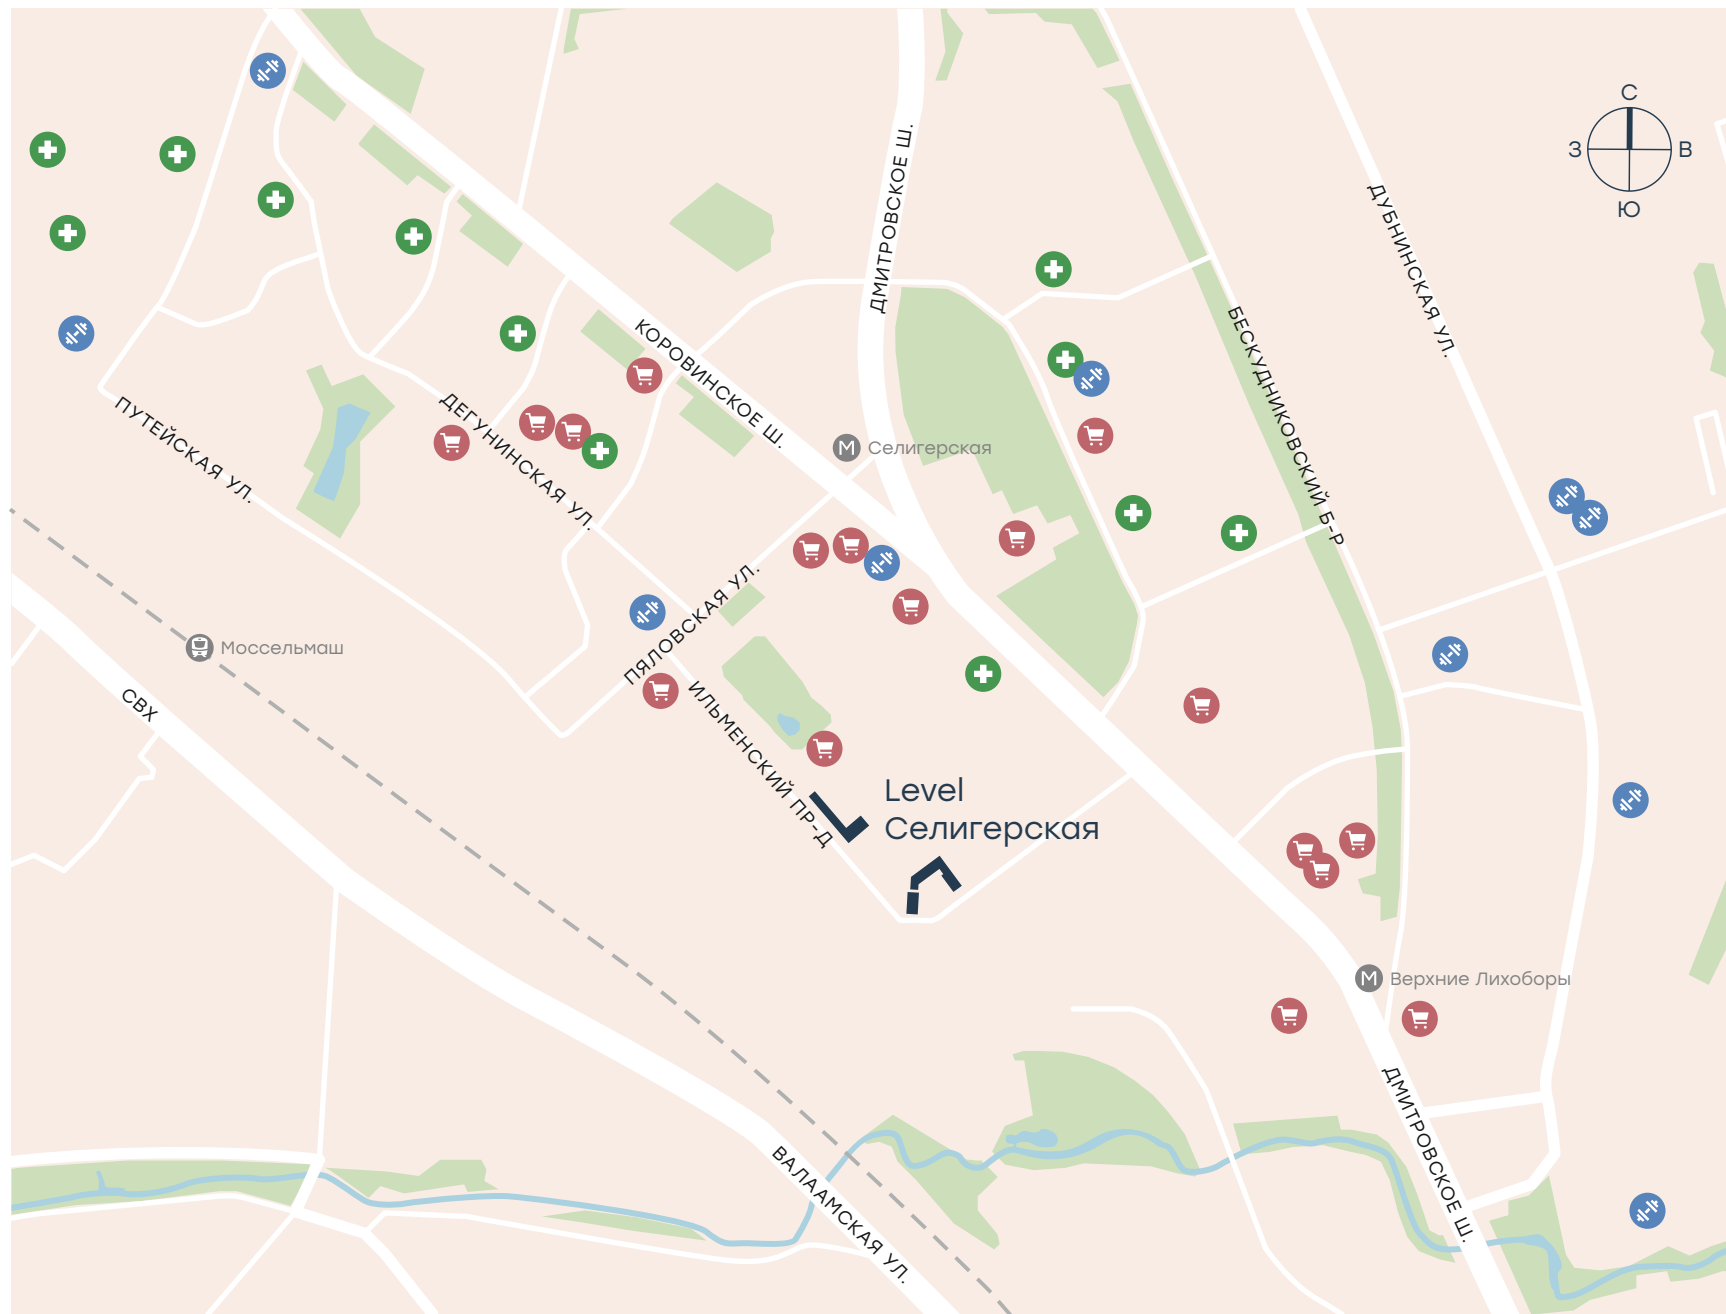 С
З
В
Ю
ДМИТРОВСКОЕ Ш.
ДУБНИНСКАЯ УЛ.
КОРОВИНСКОЕ Ш.
БЕСКУДНИКОВСКИЙ Б-Р
ПУТЕЙСКАЯ УЛ.
ДЕГУНИНСКАЯ УЛ.
М Селигерская
ПЯЛОВСКАЯ УЛ.
Моссельмаш
СВХ
ИЛЬМЕНСКИЙ ПР-Д
Level
Селигерская
М Верхние Лихоборы
ДМИТРОВСКОЕ Ш.
ВАЛААМСКАЯ УЛ.